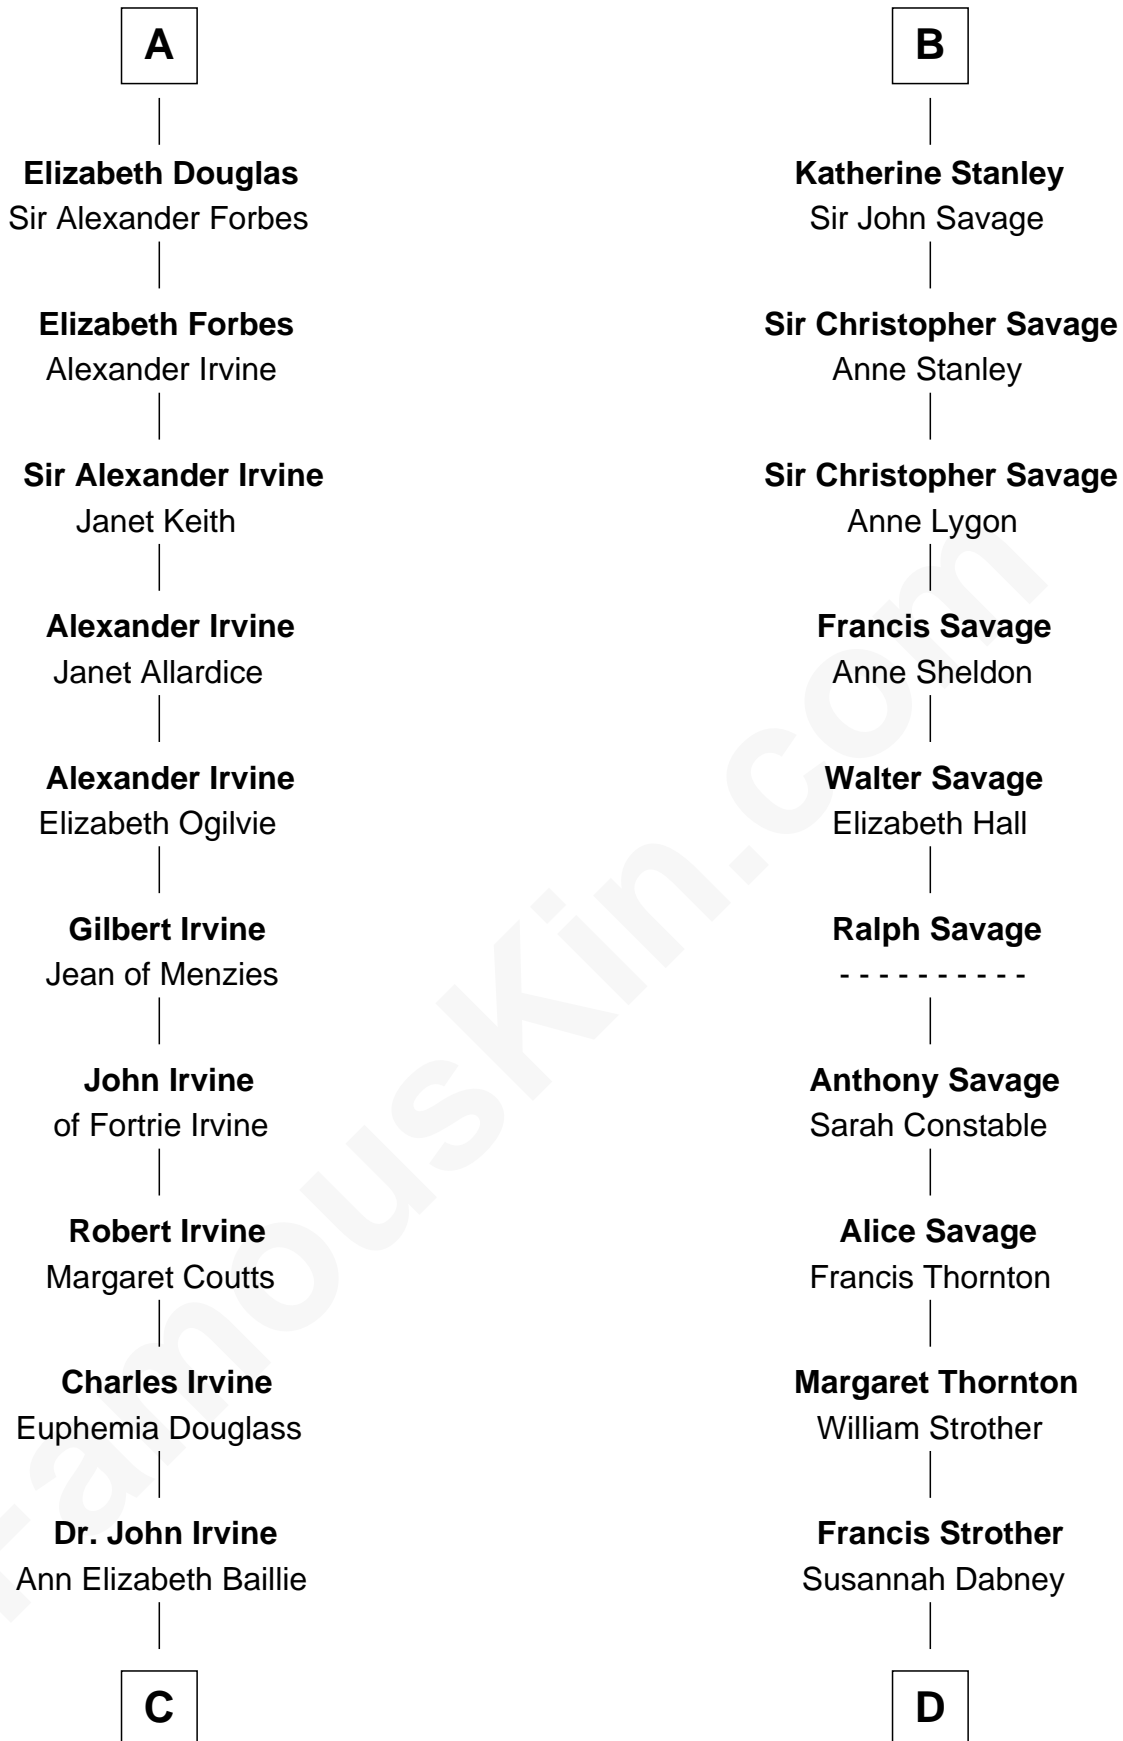 A
Elizabeth Douglas
Sir Alexander Forbes
Elizabeth Forbes
Alexander Irvine
Sir Alexander Irvine
Janet Keith
Alexander Irvine
Janet Allardice
Alexander Irvine
Elizabeth Ogilvie
Gilbert Irvine
Jean of Menzies
John Irvine
of Fortrie Irvine
Robert Irvine
Margaret Coutts
Charles Irvine
Euphemia Douglass
Dr. John Irvine
Ann Elizabeth Baillie
C
B
Katherine Stanley
Sir John Savage
Sir Christopher Savage
Anne Stanley
Sir Christopher Savage
Anne Lygon
Francis Savage
Anne Sheldon
Walter Savage
Elizabeth Hall
Ralph Savage
- - - - - - - - - -
Anthony Savage
Sarah Constable
Alice Savage
Francis Thornton
Margaret Thornton
William Strother
Francis Strother
Susannah Dabney
D
FamousKin.com